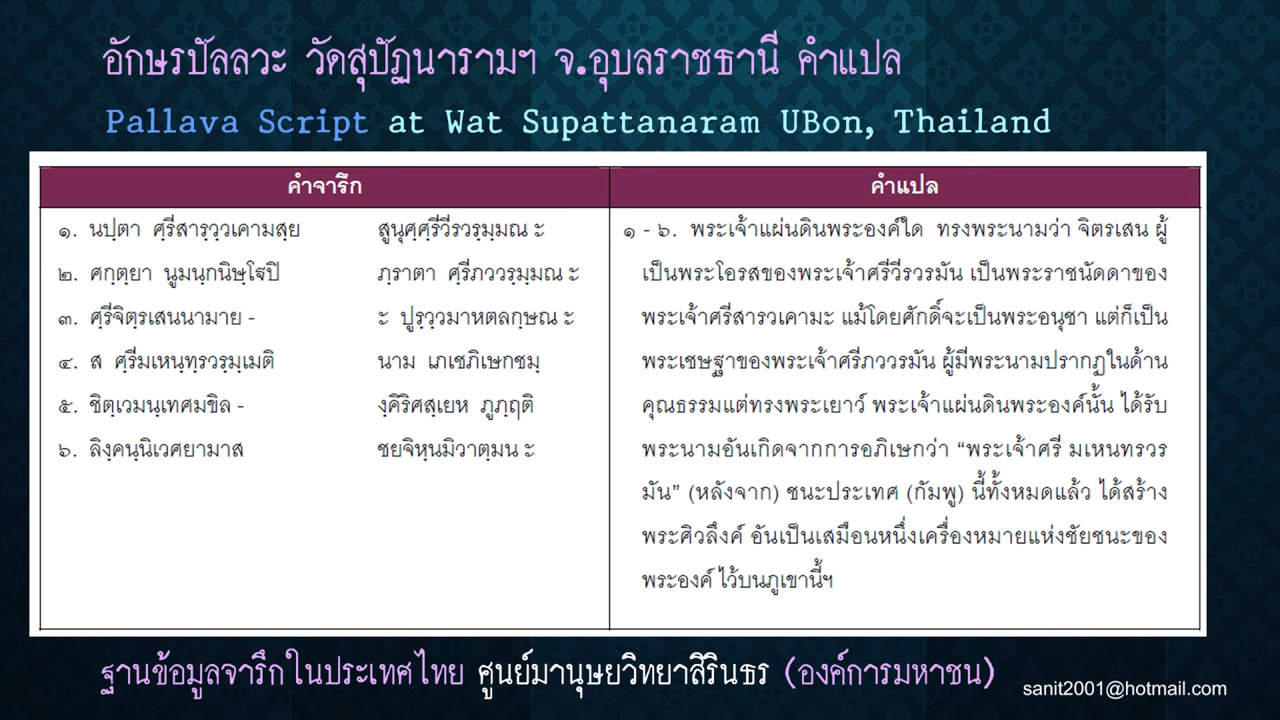 อักษรปัลลวะ วัดสุปัฏนารามฯ จ.อุบลราชธานี คำแปล
Pallava Script at Wat Supattanaram UBon, Thailand
คำจารึก
๑. นปฺตา ศฺรีสารฺวฺวเคามสฺย สูนุศฺศฺรีวีรวรฺมฺมณ ะ
๒. ศกฺตฺยา นูมนฺกนิษฺโฐปิ ภฺราตา ศฺรีภววรฺมฺมณ ะ
๓. ศฺรีจิตฺรเสนนามาย - ะ ปูรฺวฺวมาหตลกฺษณ ะ
๔. ส ศฺรีมเหนฺทฺรวรฺมฺเมติ นาม เภเชภิเษกชมฺ
๕. ชิตฺเวมนฺเทศมขิล - งฺคิริศสฺเยห ภูภฺฤติ
๖. ลิงฺคนฺนิเวศยามาส ชยจิหฺนมิวาตฺมน ะ
คำแปล
๑ - ๖. พระเจ้าแผ่นดินพระองค์ใด ทรงพระนามว่า จิตรเสน ผู้
เป็นพระโอรสของพระเจ้าศรีวีรวรมัน เป็นพระราชนัดดาของ
พระเจ้าศรีสารวเคามะ แม้โดยศักดิ์จะเป็นพระอนุชา แต่ก็เป็น
พระเชษฐาของพระเจ้าศรีภววรมัน ผู้มีพระนามปรากฏในด้าน
คุณธรรมแต่ทรงพระเยาว์ พระเจ้าแผ่นดินพระองค์นั้น ได้รับ
พระนามอันเกิดจากการอภิเษกว่า “พระเจ้าศรี มเหนทรวร
มัน” (หลังจาก) ชนะประเทศ (กัมพู) นี้ทั้งหมดแล้ว ได้สร้าง
พระศิวลึงค์ อันเป็นเสมือนหนึ่งเครื่องหมายแห่งชัยชนะของ
พระองค์ ไว้บนภูเขานี้ฯ
ฐานข้อมูลจารึกในประเทศไทย ศูนย์มานุษยวิทยาสิรินธร (องค์การมหาชน)
sanit2001@hotmail.com